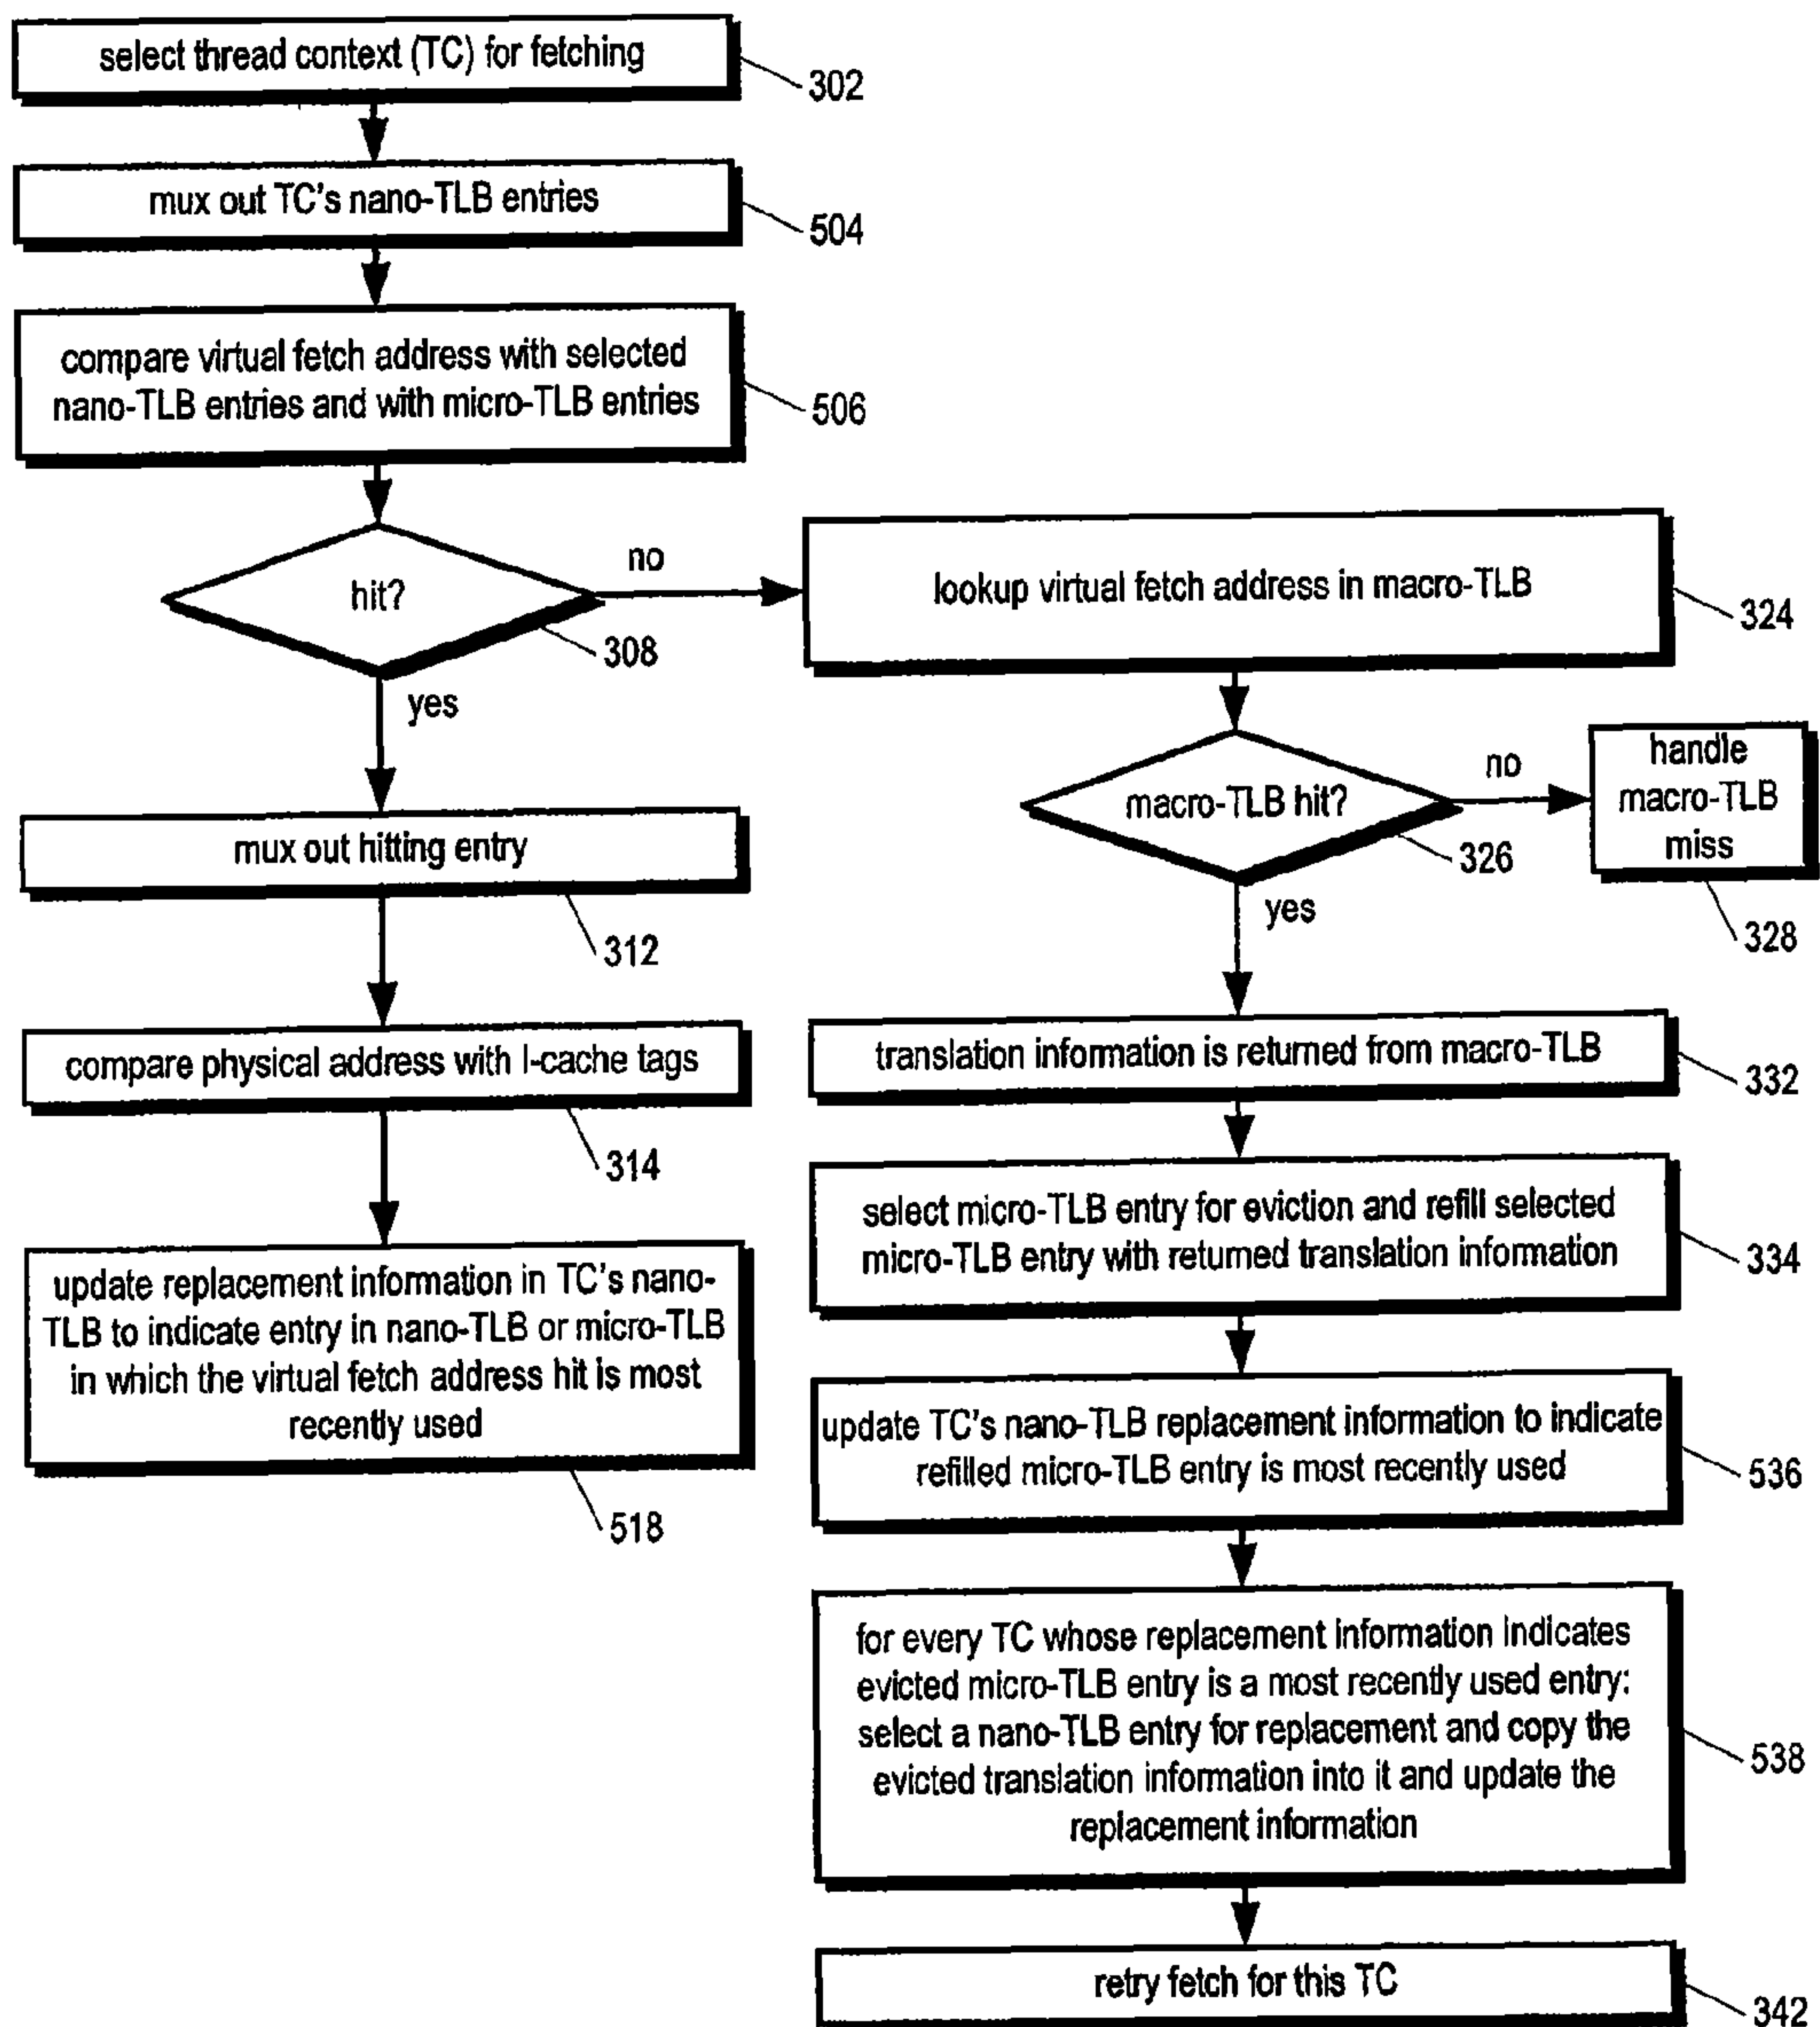 select thread context (TC) for fetching
302
mux out TC's nano-TLB entries
504
compare virtual fetch address with selected
nano-TLB entries and with micro-TLB entries
506
hit?
308
no
yes
mux out hitting entry
312
compare physical address with I-cache tags
314
update replacement information in TC's nano-
TLB to indicate entry in nano-TLB or micro-TLB
in which the virtual fetch address hit is most
recently used
518
lookup virtual fetch address in macro-TLB
324
macro-TLB hit?
326
no
handle
macro-TLB
miss
328
yes
translation information is returned from macro-TLB
332
select micro-TLB entry for eviction and refill selected
micro-TLB entry with returned translation information
334
update TC's nano-TLB replacement information to indicate
refilled micro-TLB entry is most recently used
536
for every TC whose replacement information indicates
evicted micro-TLB entry is a most recently used entry:
select a nano-TLB entry for replacement and copy the
evicted translation information into it and update the
replacement information
538
retry fetch for this TC
342